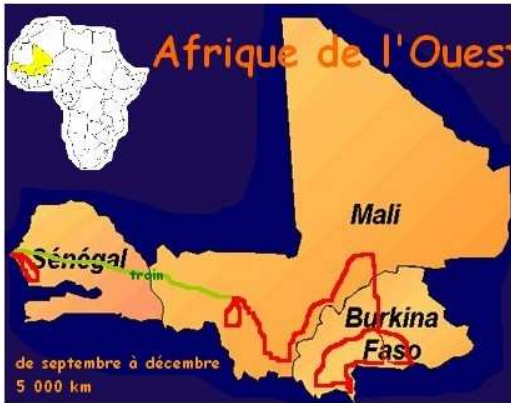 Afrique de l'Ouest
Mali
Sénégal
train
Burkina
Faso
de septembre à décembre
5 000 km